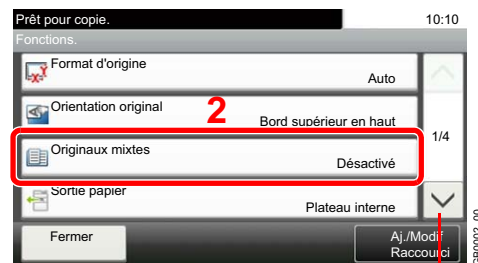 Prêt pour copie. 10:10
Fonctions.
Format d'origine
Auto
Orientation original
2
Bord supérieur en haut
1/4
Originaux mixtes
Désactivé
Sortie papier
Plateau interne
Fermer
Aj./Modif
Raccourci